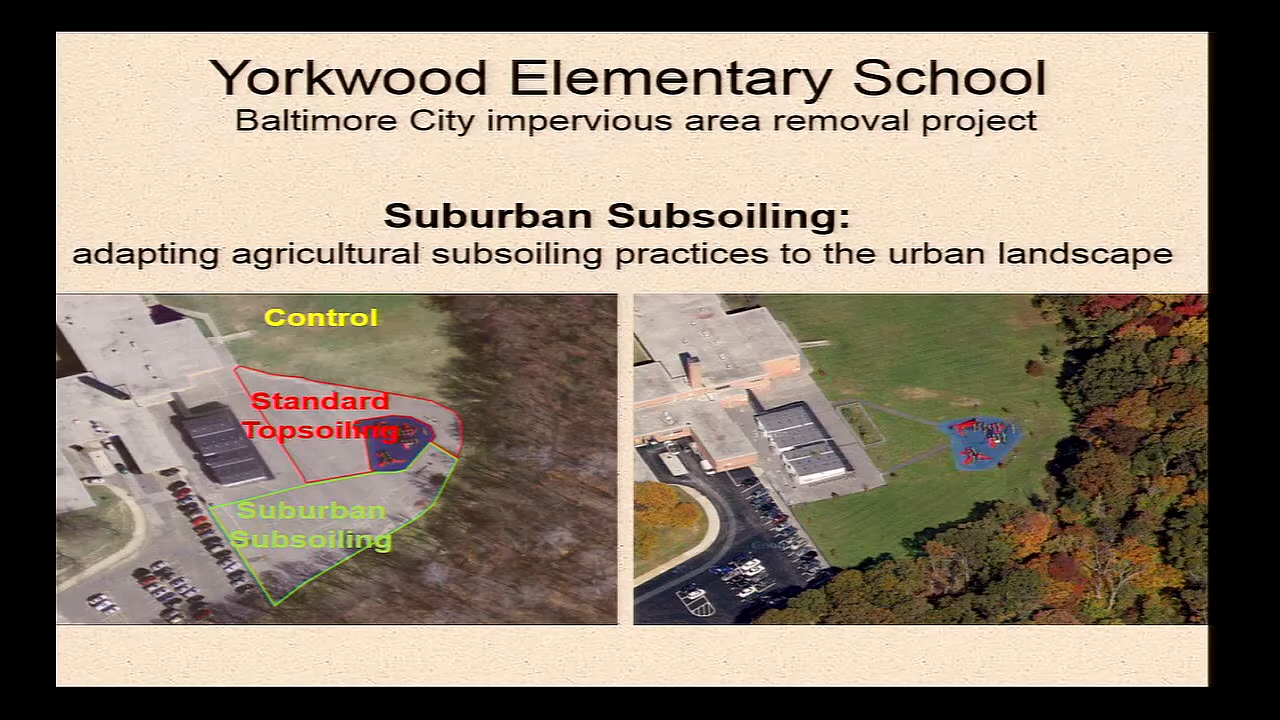 Yorkwood Elementary School
Baltimore City impervious area removal project
Suburban Subsoiling:
adapting agricultural subsoiling practices to the urban landscape
Control
Standard
Topsoiling
Suburban
Subsoiling